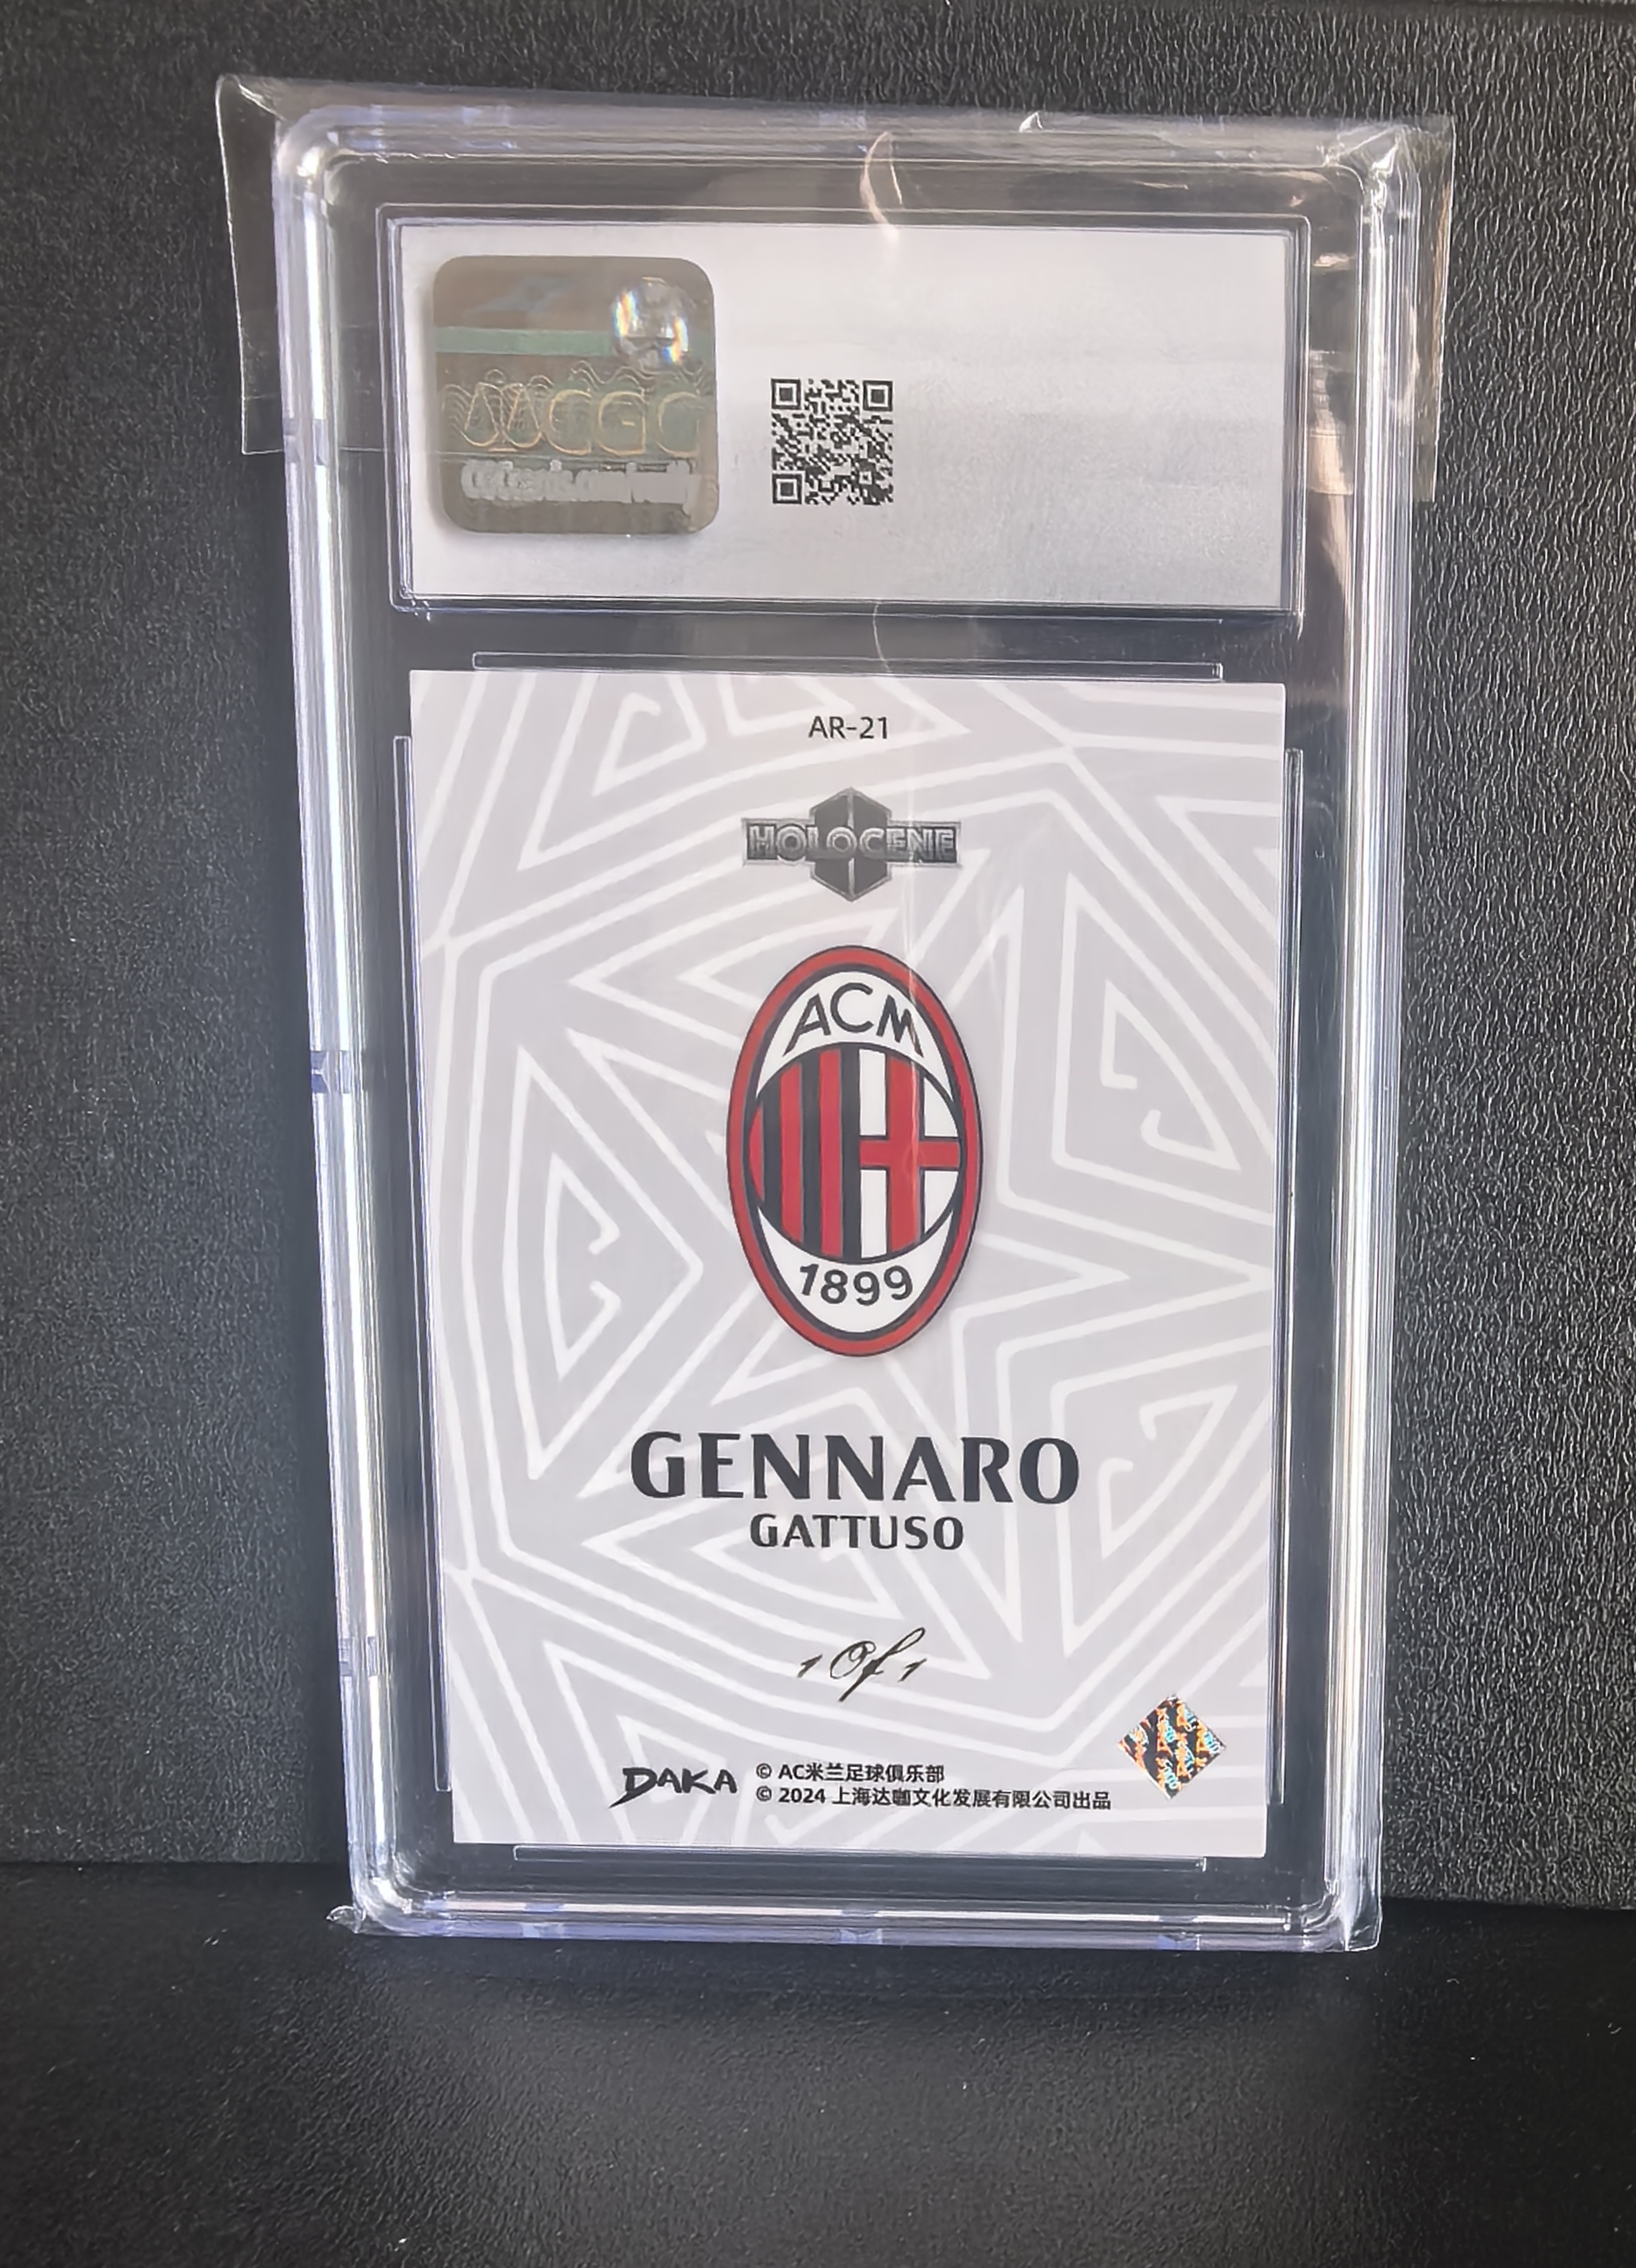 CGC
AR-21
HOLOCENE
ACM
1899
GENNARO
GATTUSO
1 Of 1
DAKA
© AC米兰足球俱乐部
© 2024 上海达咖文化发展有限公司出品